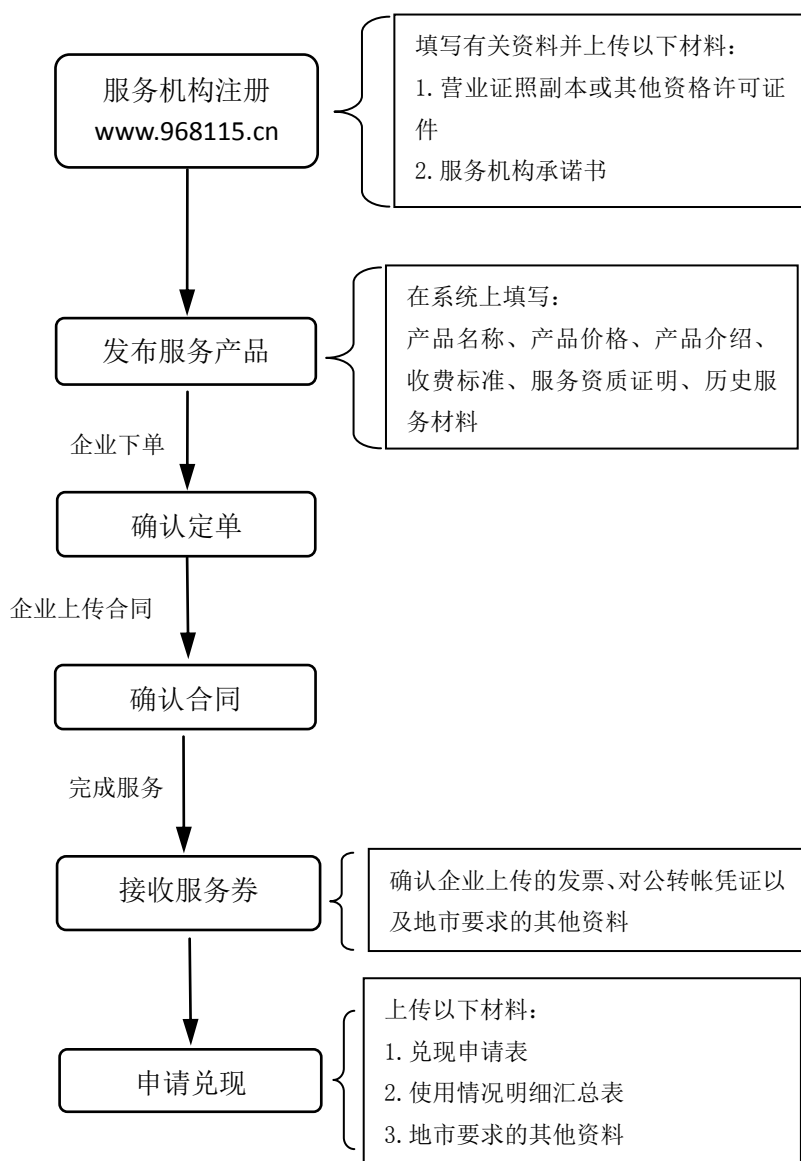 服务机构注册
www.968115.cn
填写有关资料并上传以下材料：
1.营业证照副本或其他资格许可证
件
2.服务机构承诺书
发布服务产品
在系统上填写：
产品名称、产品价格、产品介绍、
收费标准、服务资质证明、历史服
务材料
企业下单
确认定单
企业上传合同
确认合同
完成服务
接收服务券
确认企业上传的发票、对公转帐凭证以
及地市要求的其他资料
申请兑现
上传以下材料：
1.兑现申请表
2.使用情况明细汇总表
3.地市要求的其他资料